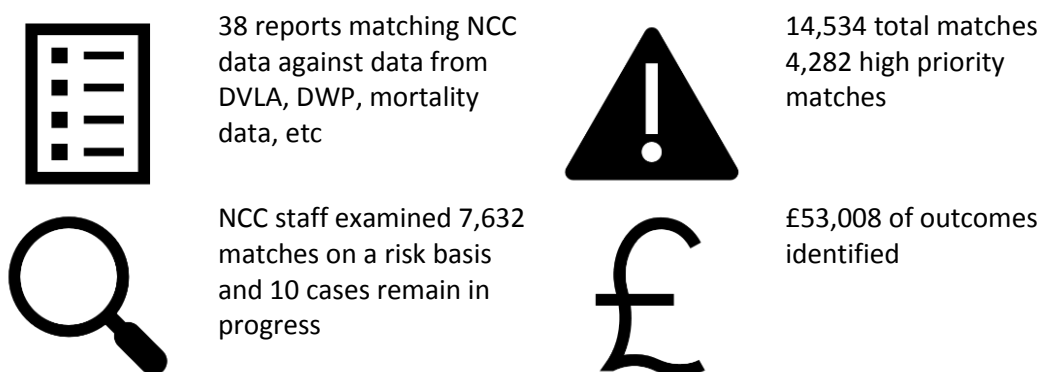 38 reports matching NCC
data against data from
DVLA, DWP, mortality
data, etc
14,534 total matches
4,282 high priority
matches
NCC staff examined 7,632
matches on a risk basis
and 10 cases remain in
progress
£53,008 of outcomes
identified
£